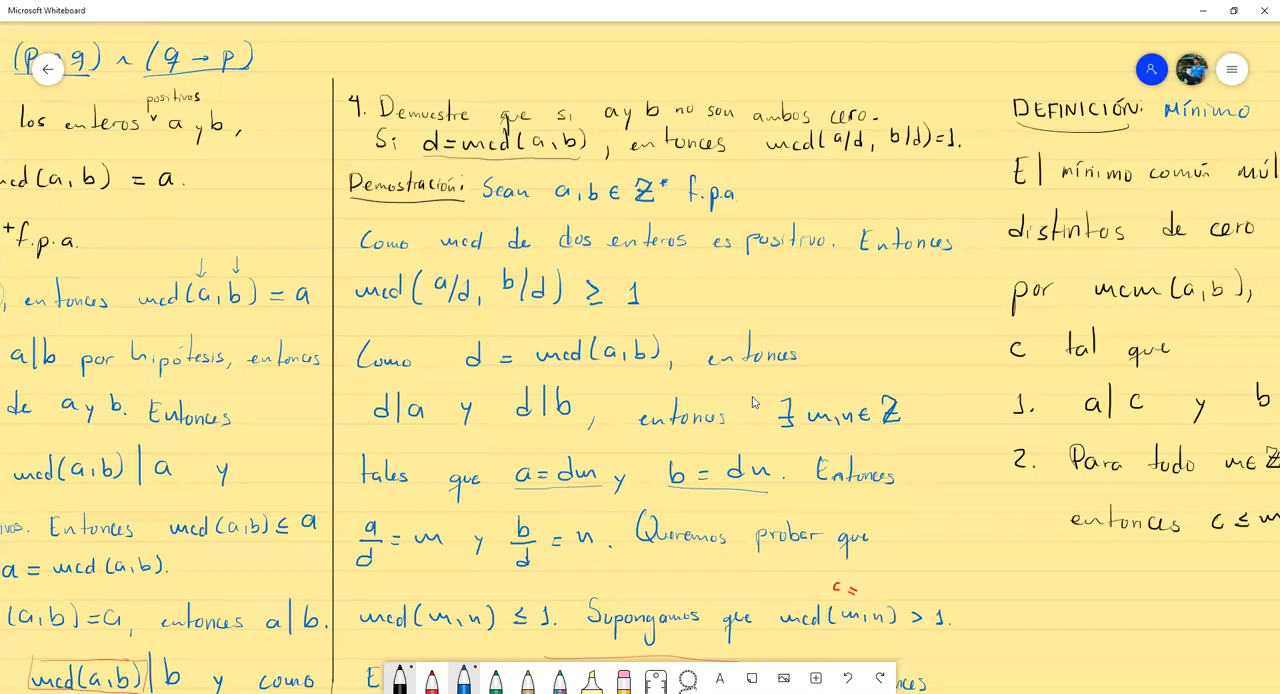 Microsoft Whiteboard
(p → q) ∧ (q → p)
positivos
los enteros ˅ a y b,
mcd(a,b) = a.
+ f.p.a.
↓ ↓
), entonces mcd(a,b) = a
a|b por hipótesis, entonces
de a y b. Entonces
mcd(a,b) | a y
ivos. Entonces mcd(a,b) ≤ a
a = mcd(a,b).
(a,b)=a, entonces a|b.
mcd(a,b)|b y como
4. Demuestre que si a y b no son ambos cero.
Si d=mcd(a,b), entonces mcd(a/d, b/d)=1.
Demostración: Sean a,b ∈ Z* f.p.a
Como mcd de dos enteros es positivo. Entonces
mcd(a/d, b/d) ≥ 1
Como d = mcd(a,b), entonces
d|a y d|b, entonces ∃ m,n ∈ Z
tales que a=dm y b=dn. Entonces
a/d = m y b/d = n. Queremos probar que
c=
mcd(m,n) ≤ 1. Supongamos que mcd(m,n) > 1.
DEFINICIÓN: Mínimo
El mínimo común múl
distintos de cero
por mcm(a,b),
c tal que
1. a|c y b
2. Para todo m∈Z
entonces c ≤ m